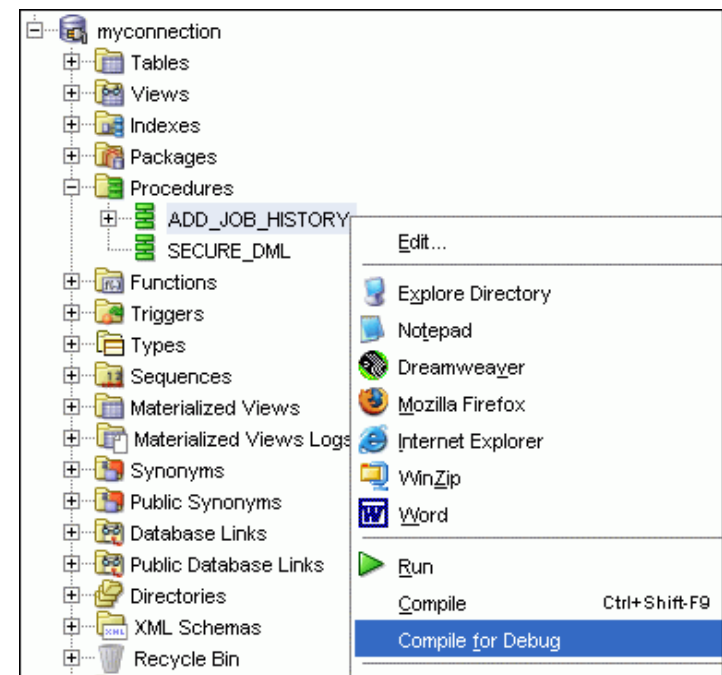 myconnection
Tables
Views
Indexes
Packages
Procedures
ADD_JOB_HISTORY
SECURE_DML
Functions
Triggers
Types
Sequences
Materialized Views
Materialized Views Logs
Synonyms
Public Synonyms
Database Links
Public Database Links
Directories
XML Schemas
Recycle Bin
Edit...
Explore Directory
Notepad
Dreamweaver
Mozilla Firefox
Internet Explorer
WinZip
Word
Run
Compile Ctrl+Shift-F9
Compile for Debug